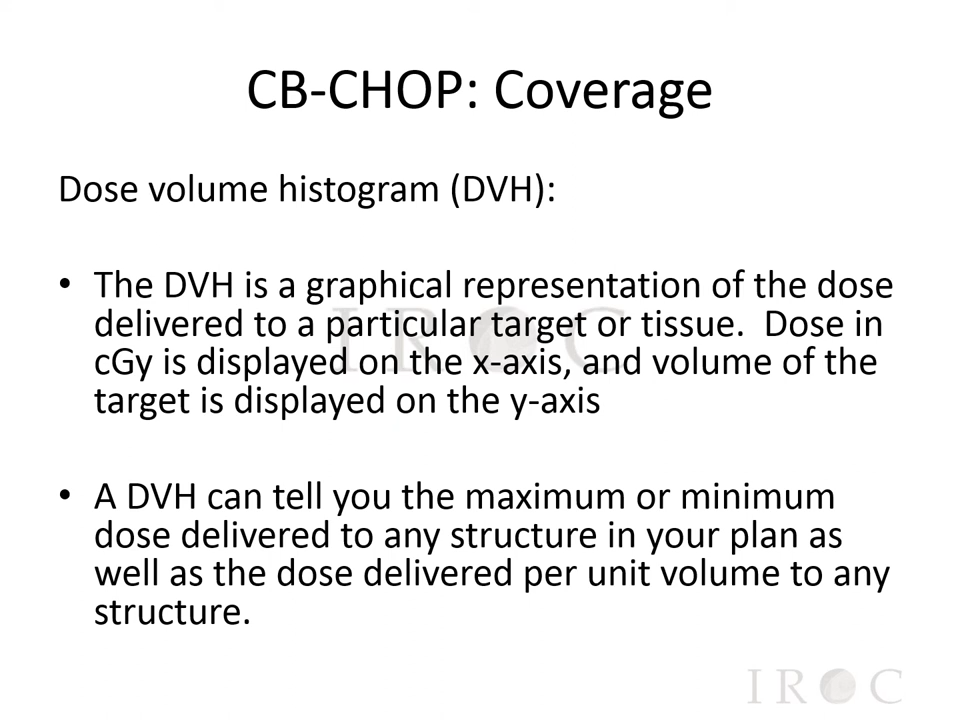 CB-CHOP: Coverage
Dose volume histogram (DVH):
• The DVH is a graphical representation of the dose
delivered to a particular target or tissue.  Dose in
cGy is displayed on the x-axis, and volume of the
target is displayed on the y-axis
• A DVH can tell you the maximum or minimum
dose delivered to any structure in your plan as
well as the dose delivered per unit volume to any
structure.
IROC
IROC